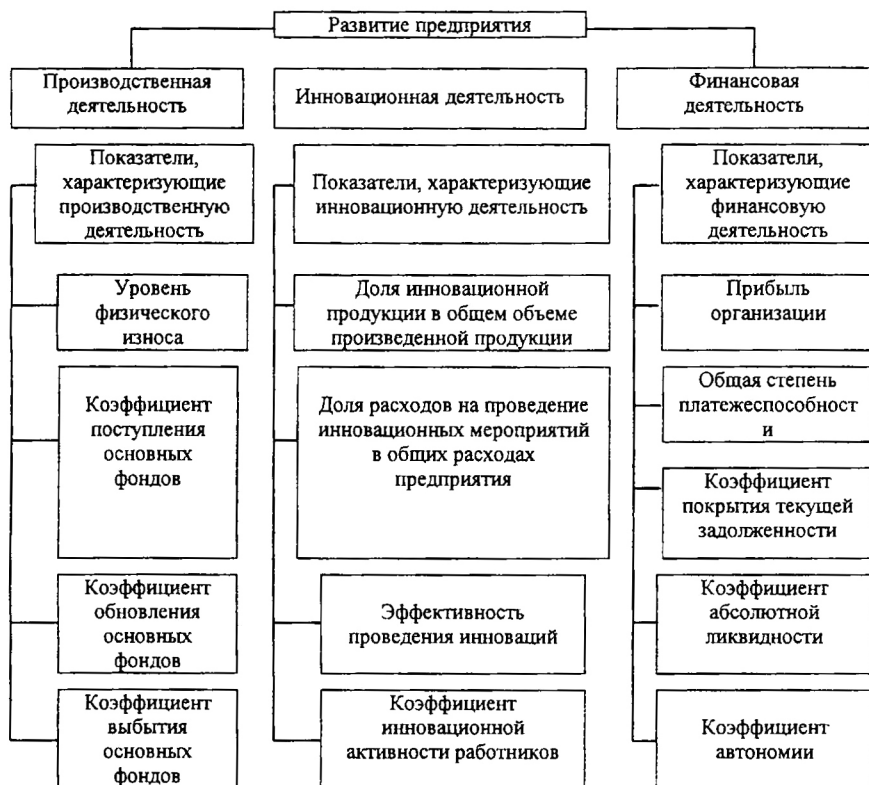 Развитие предприятия
Производственная
деятельность
Инновационная деятельность
Финансовая
деятельность
Показатели,
характеризующие
производственную
деятельность
Показатели, характеризующие
инновационную деятельность
Показатели,
характеризующие
финансовую
деятельность
Уровень
физического
износа
Доля инновационной
продукции в общем объеме
произведенной продукции
Прибыль
организации
Коэффициент
поступления
основных
фондов
Доля расходов на проведение
инновационных мероприятий
в общих расходах
предприятия
Общая степень
платежеспособност
и
Коэффициент
покрытия текущей
задолженности
Коэффициент
обновления
основных
фондов
Эффективность
проведения инноваций
Коэффициент
абсолютной
ликвидности
Коэффициент
выбытия
основных
фондов
Коэффициент
инновационной
активности работников
Коэффициент
автономии